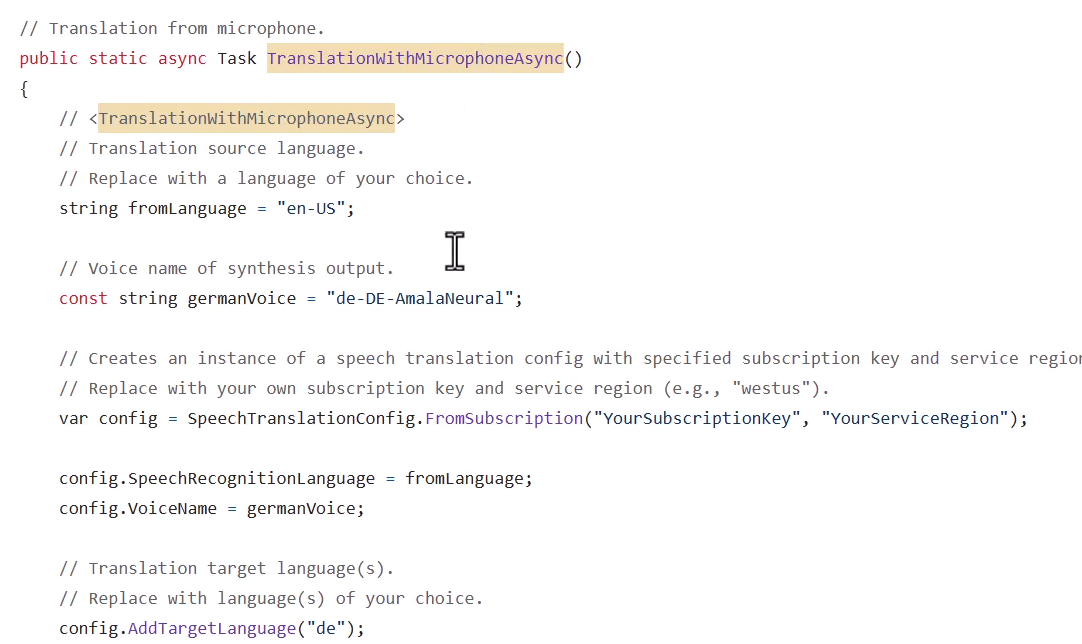 // Translation from microphone.
public static async Task TranslationWithMicrophoneAsync()
{
// <TranslationWithMicrophoneAsync>
// Translation source language.
// Replace with a language of your choice.
string fromLanguage = "en-US";
// Voice name of synthesis output.
const string germanVoice = "de-DE-AmalaNeural";
// Creates an instance of a speech translation config with specified subscription key and service region
// Replace with your own subscription key and service region (e.g., "westus").
var config = SpeechTranslationConfig.FromSubscription("YourSubscriptionKey", "YourServiceRegion");
config.SpeechRecognitionLanguage = fromLanguage;
config.VoiceName = germanVoice;
// Translation target language(s).
// Replace with language(s) of your choice.
config.AddTargetLanguage("de");